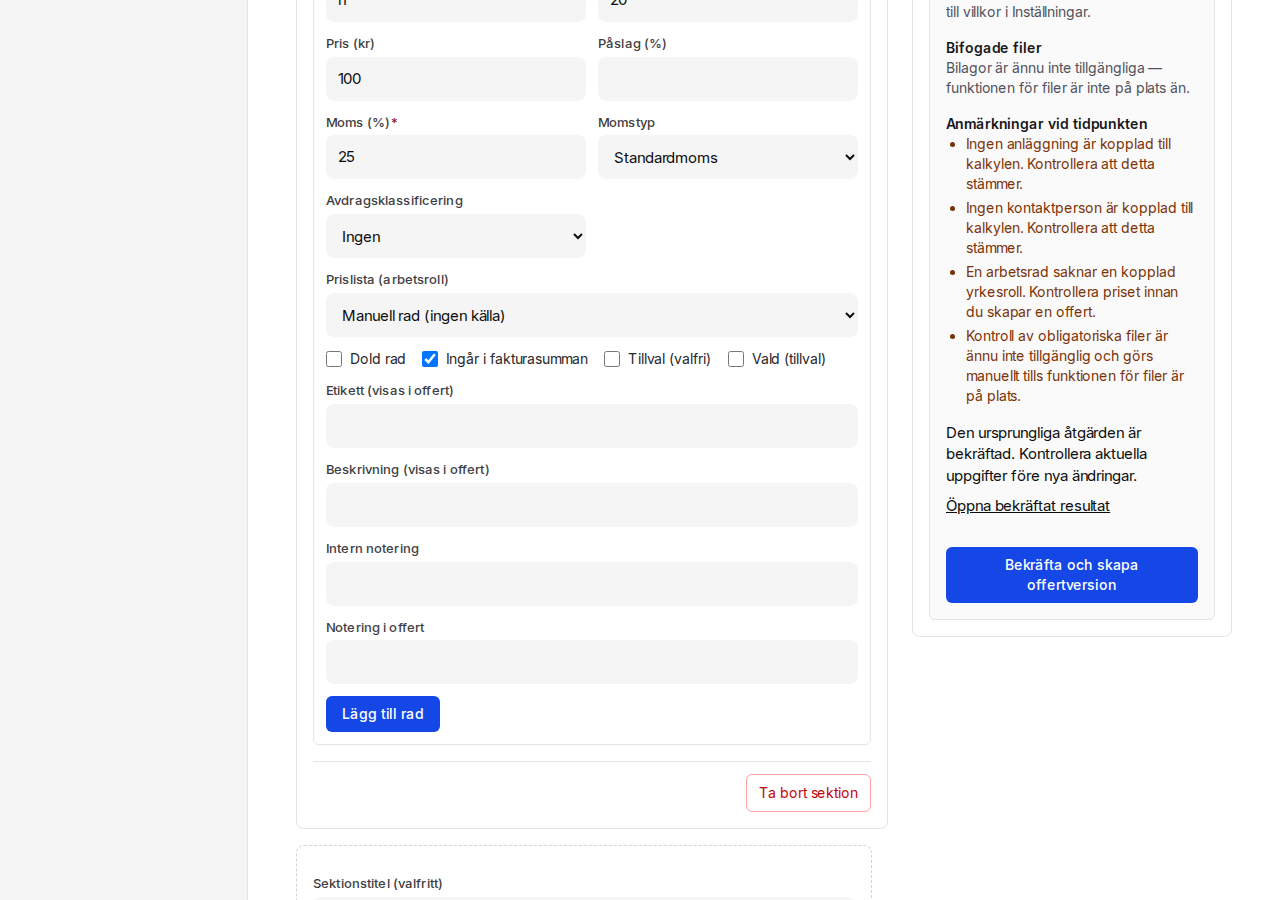 20
Pris (kr)
Påslag (%)
100
Moms (%)*
Momstyp
25
Standardmoms
Avdragsklassificering
Ingen
Prislista (arbetsroll)
Manuell rad (ingen källa)
Dold rad
Ingår i fakturasumman
Tillval (valfri)
Vald (tillval)
Etikett (visas i offert)
Beskrivning (visas i offert)
Intern notering
Notering i offert
Lägg till rad
Ta bort sektion
Sektionstitel (valfritt)
till villkor i Inställningar.
Bifogade filer
Bilagor är ännu inte tillgängliga —
funktionen för filer är inte på plats än.
Anmärkningar vid tidpunkten
Ingen anläggning är kopplad till
kalkylen. Kontrollera att detta
stämmer.
Ingen kontaktperson är kopplad till
kalkylen. Kontrollera att detta
stämmer.
En arbetsrad saknar en kopplad
yrkesroll. Kontrollera priset innan
du skapar en offert.
Kontroll av obligatoriska filer är
ännu inte tillgänglig och görs
manuellt tills funktionen för filer är
på plats.
Den ursprungliga åtgärden är
bekräftad. Kontrollera aktuella
uppgifter före nya ändringar.
Öppna bekräftat resultat
Bekräfta och skapa
offertversion